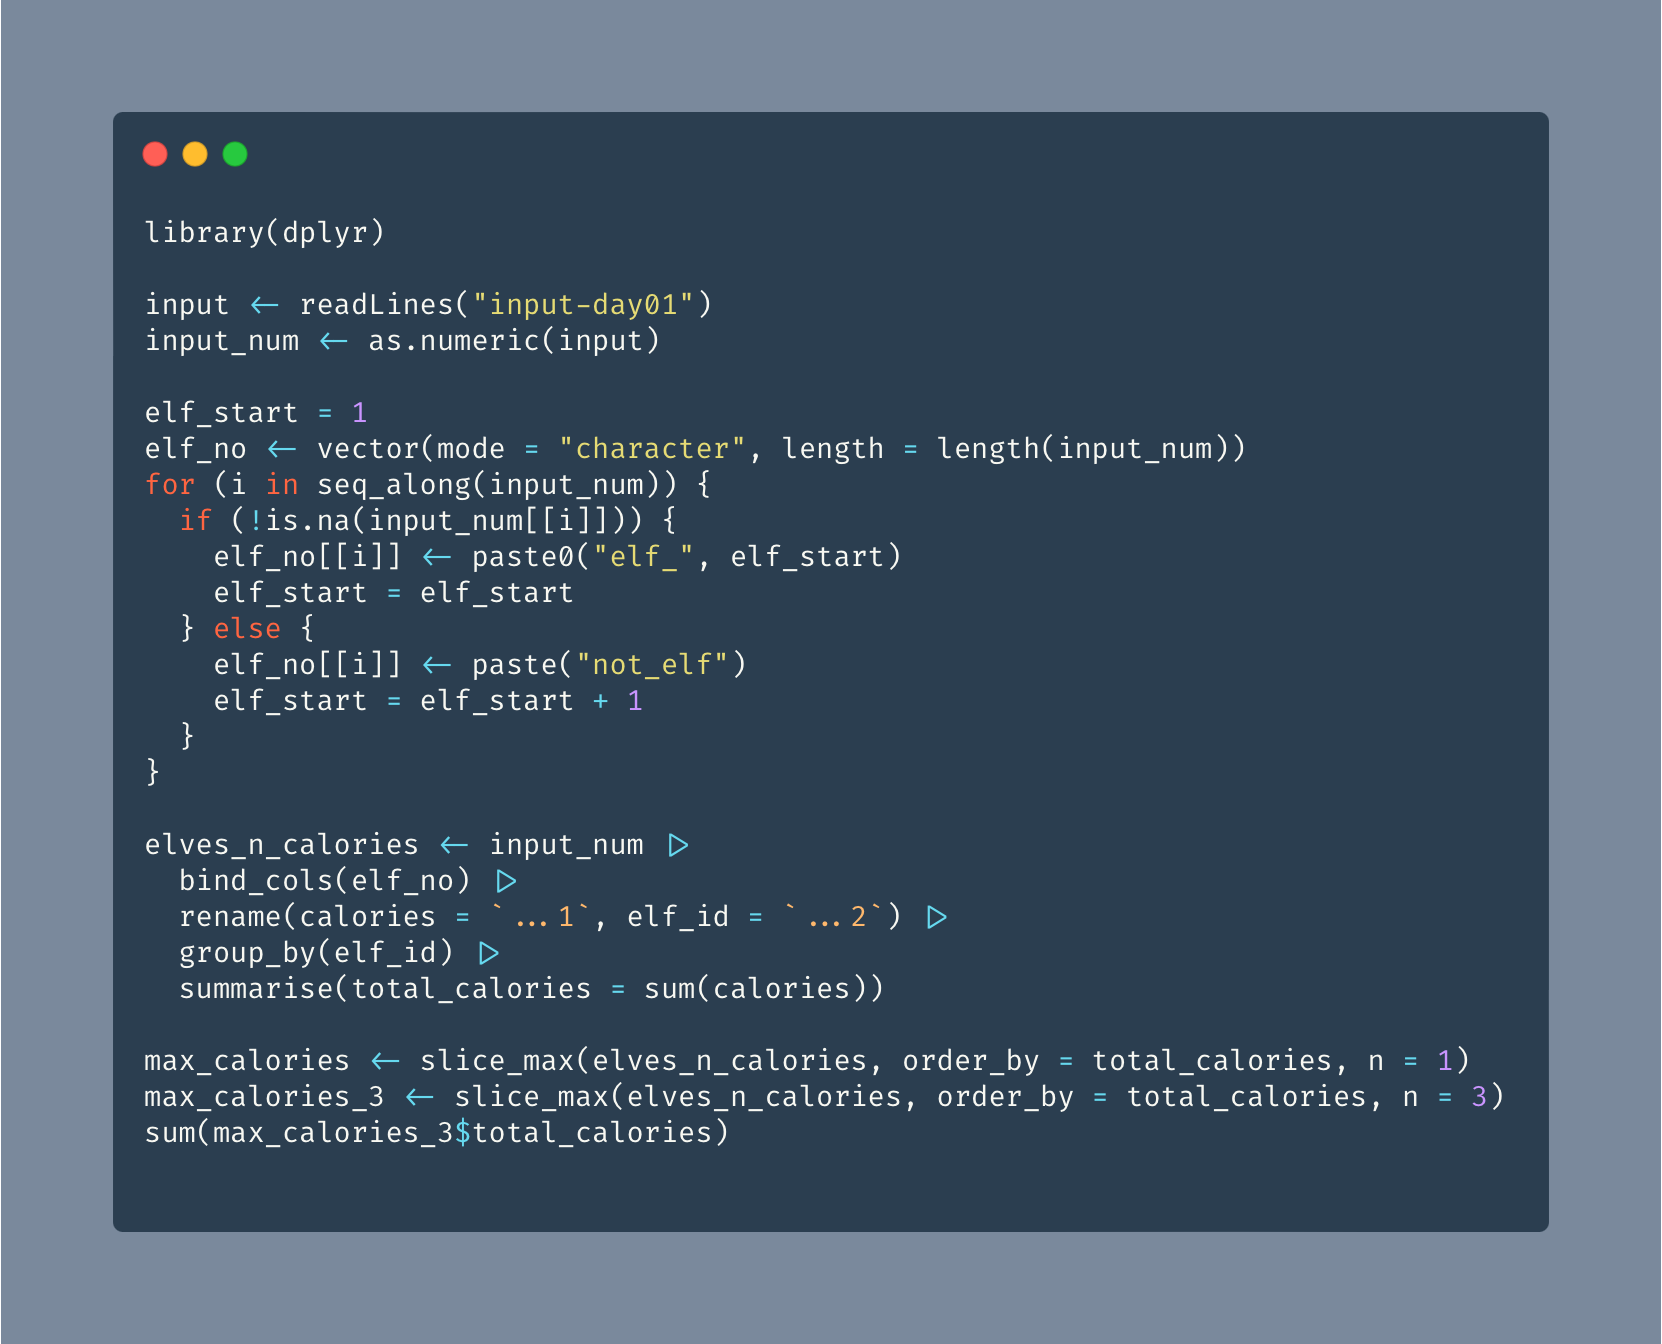 library(dplyr)

input <- readLines("input-day01")
input_num <- as.numeric(input)

elf_start = 1
elf_no <- vector(mode = "character", length = length(input_num))
for (i in seq_along(input_num)) {
  if (!is.na(input_num[[i]])) {
    elf_no[[i]] <- paste0("elf_", elf_start)
    elf_start = elf_start
  } else {
    elf_no[[i]] <- paste("not_elf")
    elf_start = elf_start + 1
  }
}

elves_n_calories <- input_num |>
  bind_cols(elf_no) |>
  rename(calories = `...1`, elf_id = `...2`) |>
  group_by(elf_id) |>
  summarise(total_calories = sum(calories))

max_calories <- slice_max(elves_n_calories, order_by = total_calories, n = 1)
max_calories_3 <- slice_max(elves_n_calories, order_by = total_calories, n = 3)
sum(max_calories_3$total_calories)